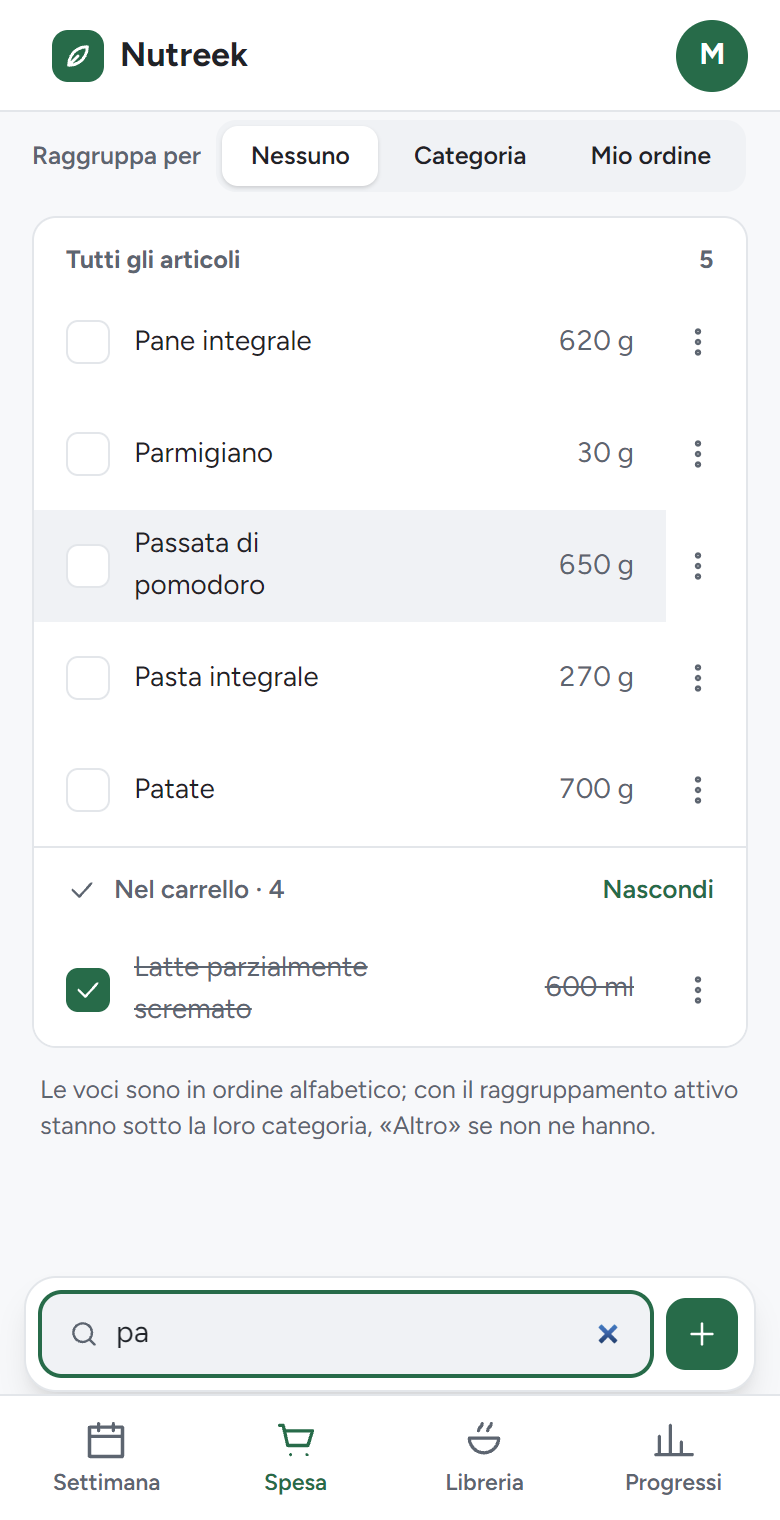 Nutreek
M
Raggruppa per
Nessuno
Categoria
Mio ordine
Tutti gli articoli 5
Pane integrale 620 g
Parmigiano 30 g
Passata di
pomodoro 650 g
Pasta integrale 270 g
Patate 700 g
Nel carrello · 4 Nascondi
Latte parzialmente
scremato 600 ml
Le voci sono in ordine alfabetico; con il raggruppamento attivo
stanno sotto la loro categoria, «Altro» se non ne hanno.
pa
Settimana
Spesa
Libreria
Progressi